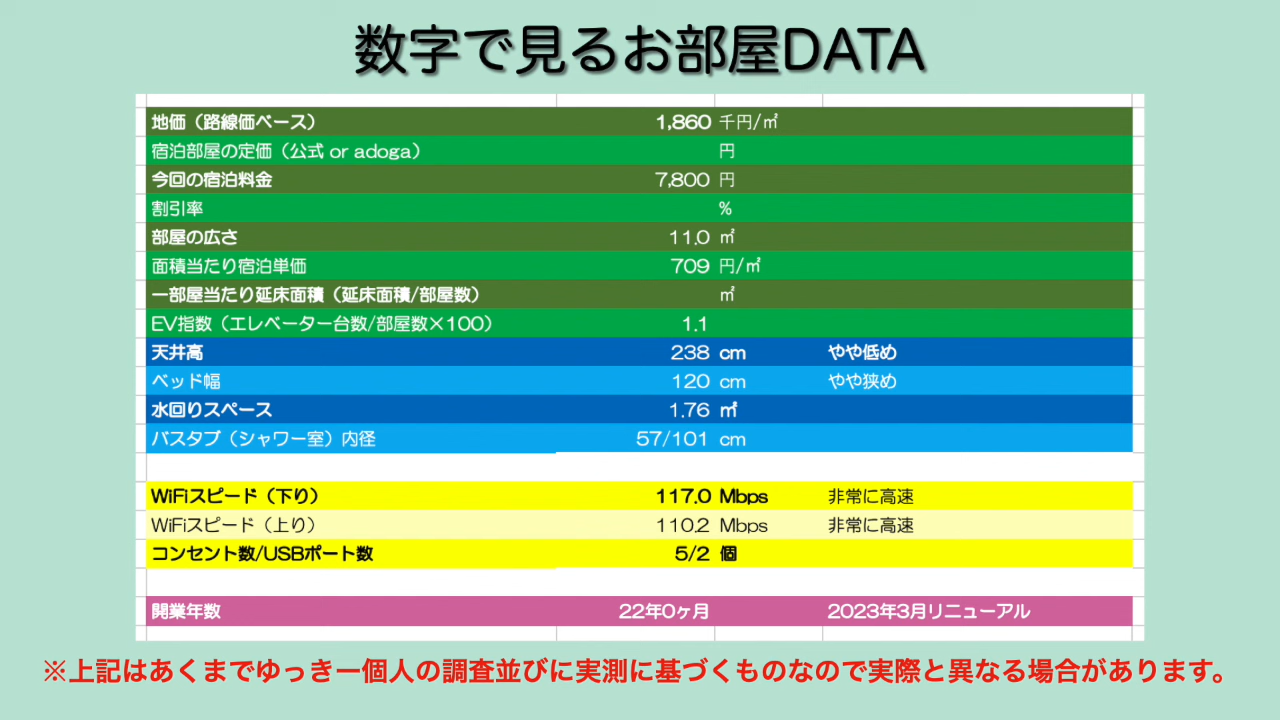 数字で見るお部屋DATA
地価（路線価ベース） 1,860 千円/㎡
宿泊部屋の定価（公式 or adoga） 円
今回の宿泊料金 7,800 円
割引率 %
部屋の広さ 11.0 ㎡
面積当たり宿泊単価 709 円/㎡
一部屋当たり延床面積（延床面積/部屋数） ㎡
EV指数（エレベーター台数/部屋数×100） 1.1
天井高 238 cm やや低め
ベッド幅 120 cm やや狭め
水回りスペース 1.76 ㎡
バスタブ（シャワー室）内径 57/101 cm
WiFiスピード（下り） 117.0 Mbps 非常に高速
WiFiスピード（上り） 110.2 Mbps 非常に高速
コンセント数/USBポート数 5/2 個
開業年数 22年0ヶ月 2023年3月リニューアル
※上記はあくまでゆっきー個人の調査並びに実測に基づくものなので実際と異なる場合があります。